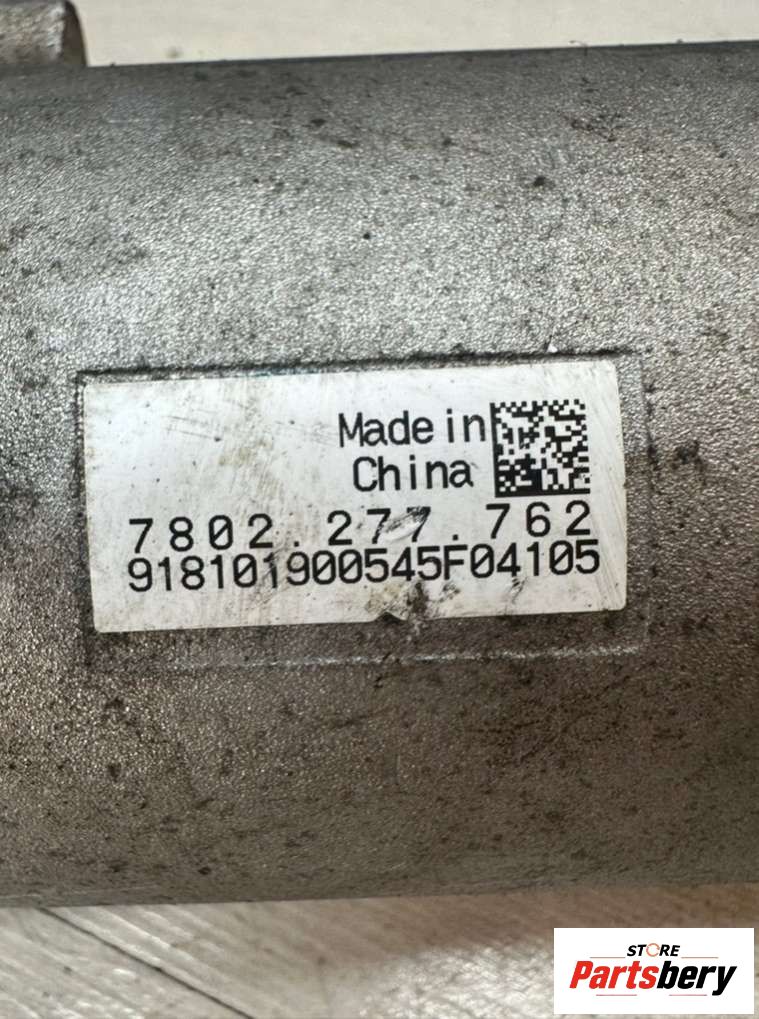 Made in
China
7802.277.762
918101900545F04105
STORE
Partsbery